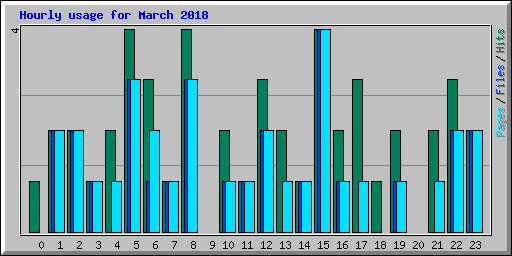 Hourly usage for March 2018
4
Pages/Files/Hits
0 1 2 3 4 5 6 7 8 9 10 11 12 13 14 15 16 17 18 19 20 21 22 23